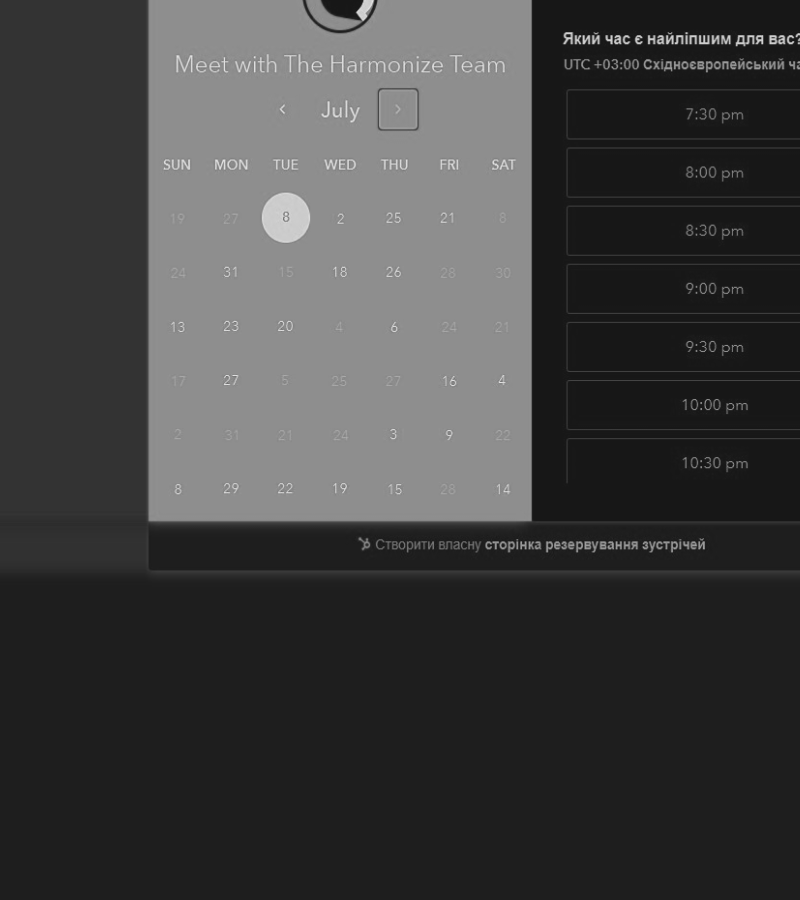 Meet with The Harmonize Team
July
SUN MON TUE WED THU FRI SAT
19 27 8 2 25 21 8
24 31 15 18 26 28 30
13 23 20 4 6 24 21
17 27 5 25 27 16 4
2 31 21 24 3 9 22
8 29 22 19 15 28 14
Який час є найліпшим для вас?
UTC +03:00 Східноєвропейський
7:30 pm
8:00 pm
8:30 pm
9:00 pm
9:30 pm
10:00 pm
10:30 pm
Створити власну сторінка резервування зустрічей